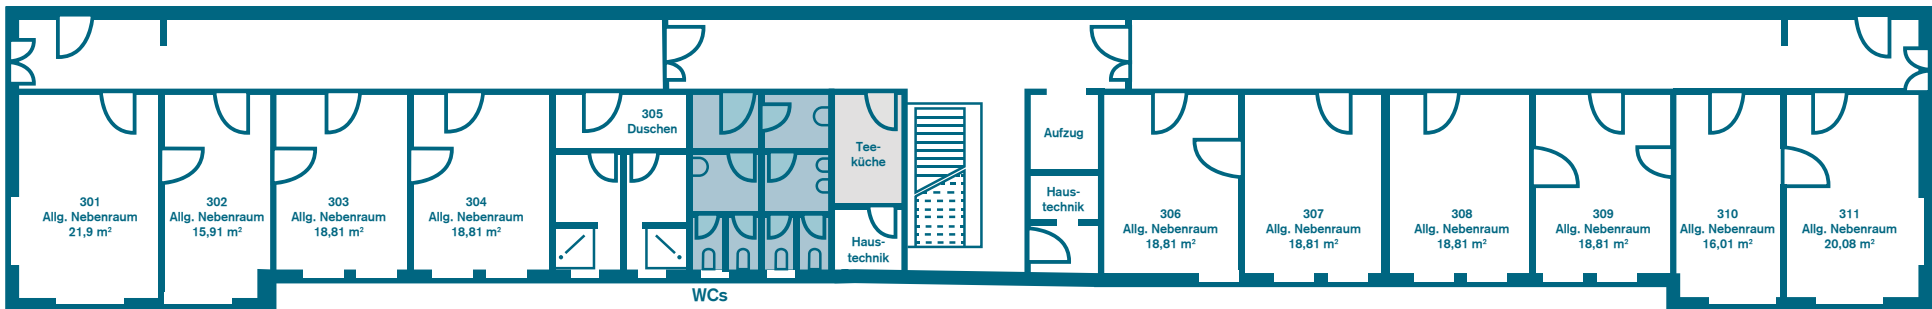 301
Allg. Nebenraum
21,9 m²
302
Allg. Nebenraum
15,91 m²
303
Allg. Nebenraum
18,81 m²
304
Allg. Nebenraum
18,81 m²
305
Duschen
WCs
Tee-
küche
Haus-
technik
Aufzug
Haus-
technik
306
Allg. Nebenraum
18,81 m²
307
Allg. Nebenraum
18,81 m²
308
Allg. Nebenraum
18,81 m²
309
Allg. Nebenraum
18,81 m²
310
Allg. Nebenraum
16,01 m²
311
Allg. Nebenraum
20,08 m²